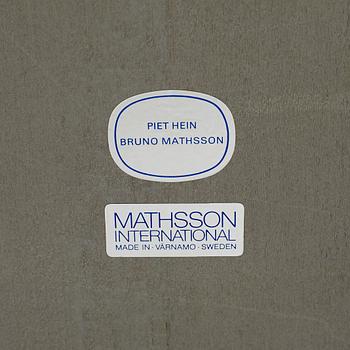 PIET HEIN
BRUNO MATHSSON
MATHSSON
INTERNATIONAL
MADE IN · VÄRNAMO · SWEDEN